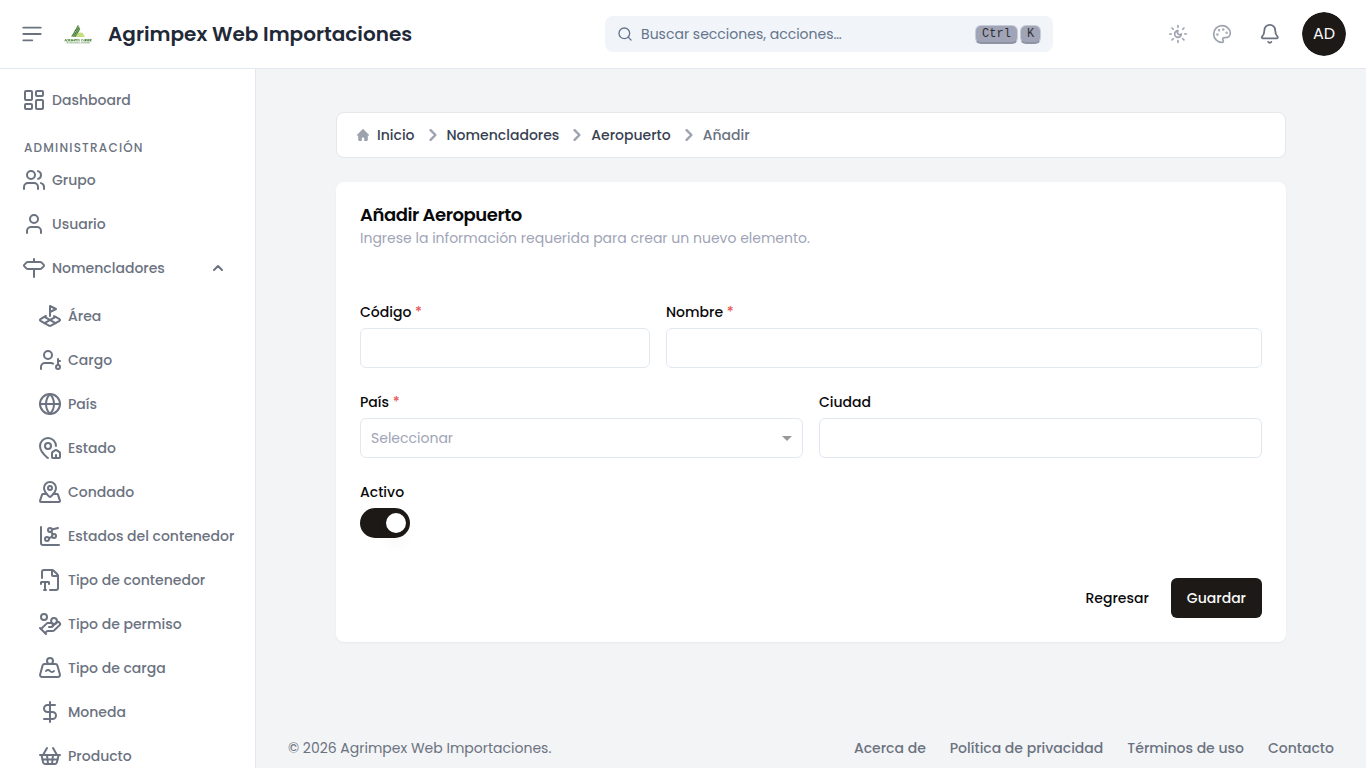 Agrimpex Web Importaciones
Buscar secciones, acciones...
Ctrl K
AD
Dashboard
ADMINISTRACIÓN
Grupo
Usuario
Nomencladores
Área
Cargo
País
Estado
Condado
Estados del contenedor
Tipo de contenedor
Tipo de permiso
Tipo de carga
Moneda
Producto
Inicio > Nomencladores > Aeropuerto > Añadir
Añadir Aeropuerto
Ingrese la información requerida para crear un nuevo elemento.
Código * Nombre *
País * Ciudad
Seleccionar
Activo
Regresar Guardar
© 2026 Agrimpex Web Importaciones. Acerca de Política de privacidad Términos de uso Contacto